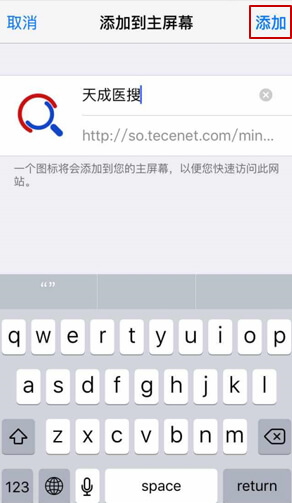 取消 添加到主屏幕 添加
天成医搜
http://so.tecenet.com/min...
一个图标将会添加到您的主屏幕，以便您快速访问此网
站。
“”
q w e r t y u i o p
a s d f g h j k l
z x c v b n m
123 space return